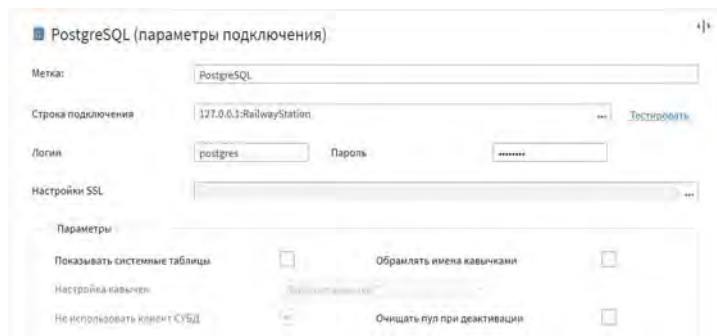 PostgreSQL (параметры подключения)
Метка: PostgreSQL
Строка подключения 127.0.0.1:RailwayStation ... Тестировать
Логин postgres Пароль ••••••••
Настройки SSL ...
Параметры
Показывать системные таблицы Обрамлять имена кавычками
Настройка кавычек
Не использовать клиент СУБД Очищать пул при деактивации